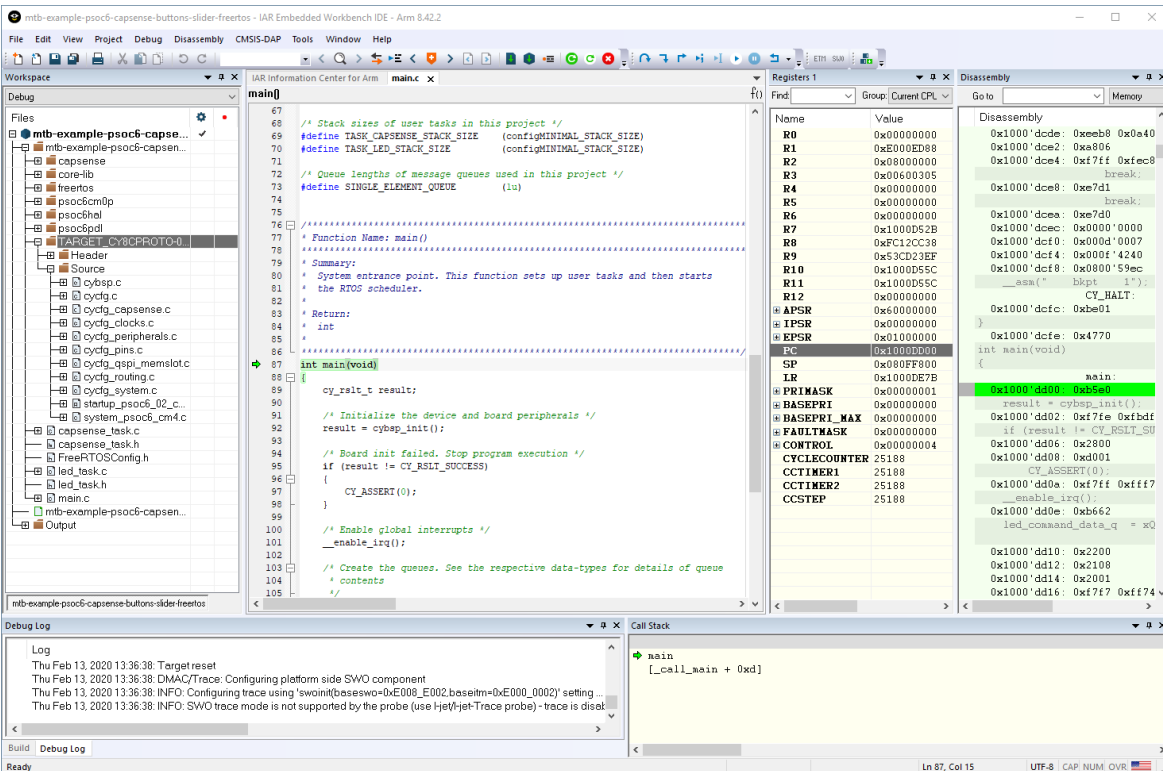 mtb-example-psoc6-capsense-buttons-slider-freertos - IAR Embedded Workbench IDE - Arm 8.42.2
File Edit View Project Debug Disassembly CMSIS-DAP Tools Window Help
ETM SWO
Workspace
Debug
Files
mtb-example-psoc6-capse...
mtb-example-psoc6-capsen...
capsense
core-lib
freertos
psoc6cm0p
psoc6hal
psoc6pdl
TARGET_CY8CPROTO-0...
Header
Source
cybsp.c
cycfg.c
cycfg_capsense.c
cycfg_clocks.c
cycfg_peripherals.c
cycfg_pins.c
cycfg_qspi_memslot.c
cycfg_routing.c
cycfg_system.c
startup_psoc6_02_c...
system_psoc6_cm4.c
capsense_task.c
capsense_task.h
FreeRTOSConfig.h
led_task.c
led_task.h
main.c
mtb-example-psoc6-capsen...
Output
mtb-example-psoc6-capsense-buttons-slider-freertos
IAR Information Center for Arm main.c
main() f()
67
68 /* Stack sizes of user tasks in this project */
69 #define TASK_CAPSENSE_STACK_SIZE (configMINIMAL_STACK_SIZE)
70 #define TASK_LED_STACK_SIZE (configMINIMAL_STACK_SIZE)
71
72 /* Queue lengths of message queues used in this project */
73 #define SINGLE_ELEMENT_QUEUE (1u)
74
75
76 /*******************************************************************************
77 * Function Name: main()
78 ********************************************************************************
79 * Summary:
80 * System entrance point. This function sets up user tasks and then starts
81 * the RTOS scheduler.
82 *
83 * Return:
84 * int
85 *
86 *******************************************************************************/
87 int main(void)
88 {
89 cy_rslt_t result;
90
91 /* Initialize the device and board peripherals */
92 result = cybsp_init();
93
94 /* Board init failed. Stop program execution */
95 if (result != CY_RSLT_SUCCESS)
96 {
97 CY_ASSERT(0);
98 }
99
100 /* Enable global interrupts */
101 __enable_irq();
102
103 /* Create the queues. See the respective data-types for details of queue
104 * contents
105 */
Registers 1
Find: Group: Current CPU
Name Value
R0 0x00000000
R1 0xE000ED88
R2 0x08000000
R3 0x00600305
R4 0x00000000
R5 0x00000000
R6 0x00000000
R7 0x1000D52B
R8 0xFC12CC38
R9 0x53CD23EF
R10 0x1000D55C
R11 0x1000D55C
R12 0x00000000
APSR 0x60000000
IPSR 0x00000000
EPSR 0x01000000
PC 0x1000DD00
SP 0x080FF800
LR 0x1000DE7B
PRIMASK 0x00000001
BASEPRI 0x00000000
BASEPRI_MAX 0x00000000
FAULTMASK 0x00000000
CONTROL 0x00000004
CYCLECOUNTER 25188
CCTIMER1 25188
CCTIMER2 25188
CCSTEP 25188
Disassembly
Go to Memory
Disassembly
0x1000'dcde: 0xeeb8 0x0a40
0x1000'dce2: 0xa806
0x1000'dce4: 0xf7ff 0xfec8
break;
0x1000'dce8: 0xe7d1
break;
0x1000'dcea: 0xe7d0
0x1000'dcec: 0x0000'0000
0x1000'dcf0: 0x000d'0007
0x1000'dcf4: 0x000f'4240
0x1000'dcf8: 0x0800'59ec
__asm(" bkpt 1");
CY_HALT:
0x1000'dcfc: 0xbe01
}
0x1000'dcfe: 0x4770
int main(void)
{
main:
0x1000'dd00: 0xb5e0
result = cybsp_init();
0x1000'dd02: 0xf7fe 0xfbdf
if (result != CY_RSLT_SU
0x1000'dd06: 0x2800
0x1000'dd08: 0xd001
CY_ASSERT(0);
0x1000'dd0a: 0xf7ff 0xfff7
__enable_irq();
0x1000'dd0e: 0xb662
led_command_data_q = xQ
0x1000'dd10: 0x2200
0x1000'dd12: 0x2108
0x1000'dd14: 0x2001
0x1000'dd16: 0xf7f7 0xff74
Debug Log
Log
Thu Feb 13, 2020 13:36:38: Target reset
Thu Feb 13, 2020 13:36:38: DMAC/Trace: Configuring platform side SWO component
Thu Feb 13, 2020 13:36:38: INFO: Configuring trace using 'swoinit(baseswo=0xE008_E002,baseitm=0xE000_0002)' setting ...
Thu Feb 13, 2020 13:36:38: INFO: SWO trace mode is not supported by the probe (use I-jet/I-jet-Trace probe) - trace is disab
Build Debug Log
Call Stack
main
[_call_main + 0xd]
Ready Ln 87, Col 15 UTF-8 CAP NUM OVR